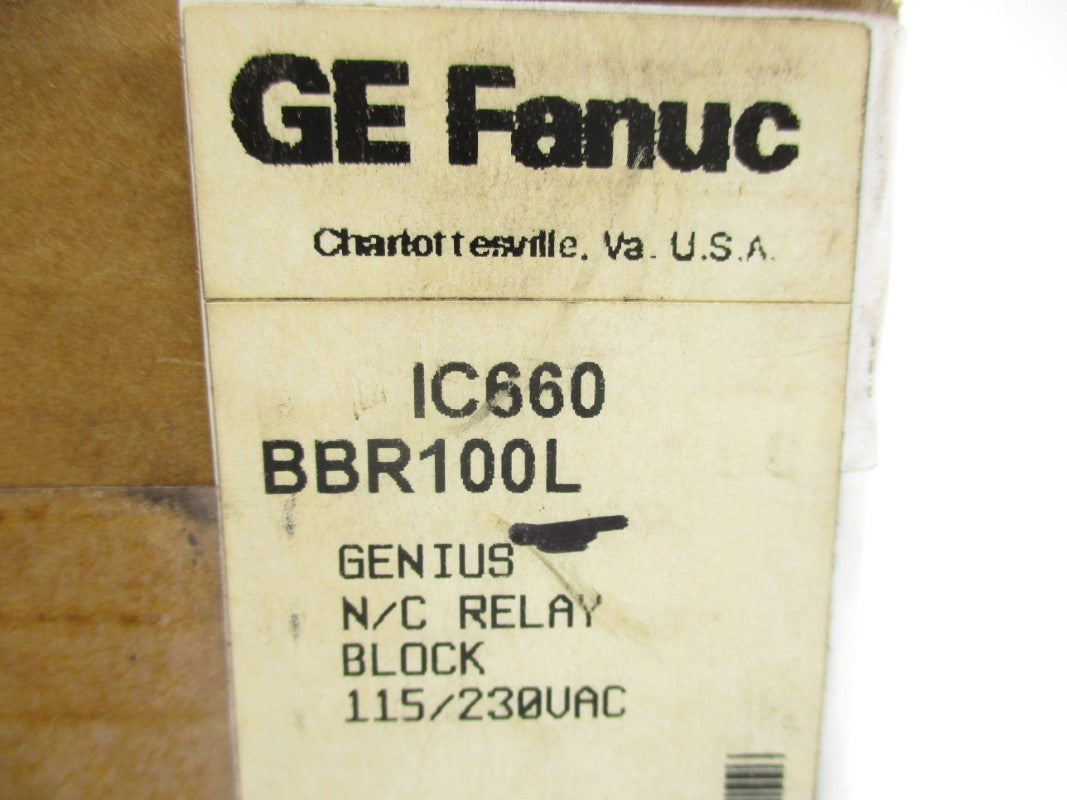 GE Fanuc
Charlottesville, Va. U.S.A.
IC660
BBR100L
GENIUS
N/C RELAY
BLOCK
115/230VAC